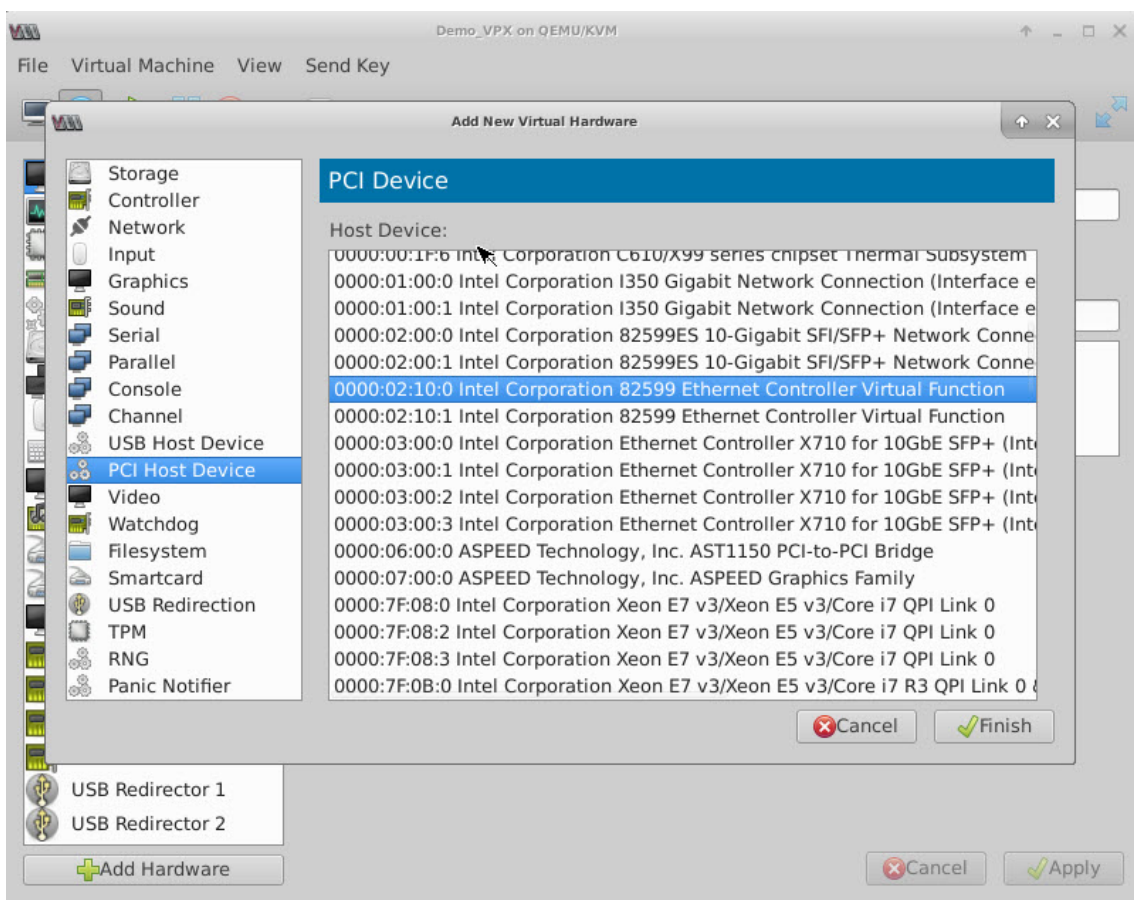 Demo_VPX on QEMU/KVM
File Virtual Machine View Send Key
Add New Virtual Hardware
Storage
Controller
Network
Input
Graphics
Sound
Serial
Parallel
Console
Channel
USB Host Device
PCI Host Device
Video
Watchdog
Filesystem
Smartcard
USB Redirection
TPM
RNG
Panic Notifier
PCI Device
Host Device:
0000:00:1F:6 Intel Corporation C610/X99 series chipset Thermal Subsystem
0000:01:00:0 Intel Corporation I350 Gigabit Network Connection (Interface e
0000:01:00:1 Intel Corporation I350 Gigabit Network Connection (Interface e
0000:02:00:0 Intel Corporation 82599ES 10-Gigabit SFI/SFP+ Network Conne
0000:02:00:1 Intel Corporation 82599ES 10-Gigabit SFI/SFP+ Network Conne
0000:02:10:0 Intel Corporation 82599 Ethernet Controller Virtual Function
0000:02:10:1 Intel Corporation 82599 Ethernet Controller Virtual Function
0000:03:00:0 Intel Corporation Ethernet Controller X710 for 10GbE SFP+ (Inte
0000:03:00:1 Intel Corporation Ethernet Controller X710 for 10GbE SFP+ (Inte
0000:03:00:2 Intel Corporation Ethernet Controller X710 for 10GbE SFP+ (Inte
0000:03:00:3 Intel Corporation Ethernet Controller X710 for 10GbE SFP+ (Inte
0000:06:00:0 ASPEED Technology, Inc. AST1150 PCI-to-PCI Bridge
0000:07:00:0 ASPEED Technology, Inc. ASPEED Graphics Family
0000:7F:08:0 Intel Corporation Xeon E7 v3/Xeon E5 v3/Core i7 QPI Link 0
0000:7F:08:2 Intel Corporation Xeon E7 v3/Xeon E5 v3/Core i7 QPI Link 0
0000:7F:08:3 Intel Corporation Xeon E7 v3/Xeon E5 v3/Core i7 QPI Link 0
0000:7F:0B:0 Intel Corporation Xeon E7 v3/Xeon E5 v3/Core i7 R3 QPI Link 0 &
Cancel Finish
USB Redirector 1
USB Redirector 2
Add Hardware
Cancel Apply